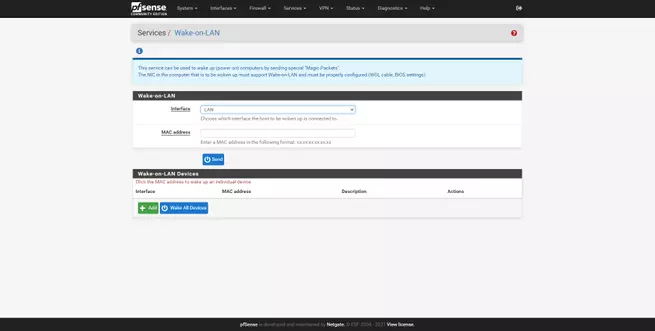 pfsense
COMMUNITY EDITION
System Interfaces Firewall Services VPN Status Diagnostics Help
Services / Wake-on-LAN
This service can be used to wake up (power on) computers by sending special "Magic Packets".
The NIC in the computer that is to be woken up must support Wake-on-LAN and must be properly configured (WOL cable, BIOS settings).
Wake-on-LAN
Interface
LAN
Choose which interface the host to be woken up is connected to.
MAC address
Enter a MAC address in the following format: xx:xx:xx:xx:xx:xx
Send
Wake-on-LAN Devices
Click the MAC address to wake up an individual device.
Interface MAC address Description Actions
Add Wake All Devices
pfSense is developed and maintained by Netgate. © ESF 2004 - 2021 View license.